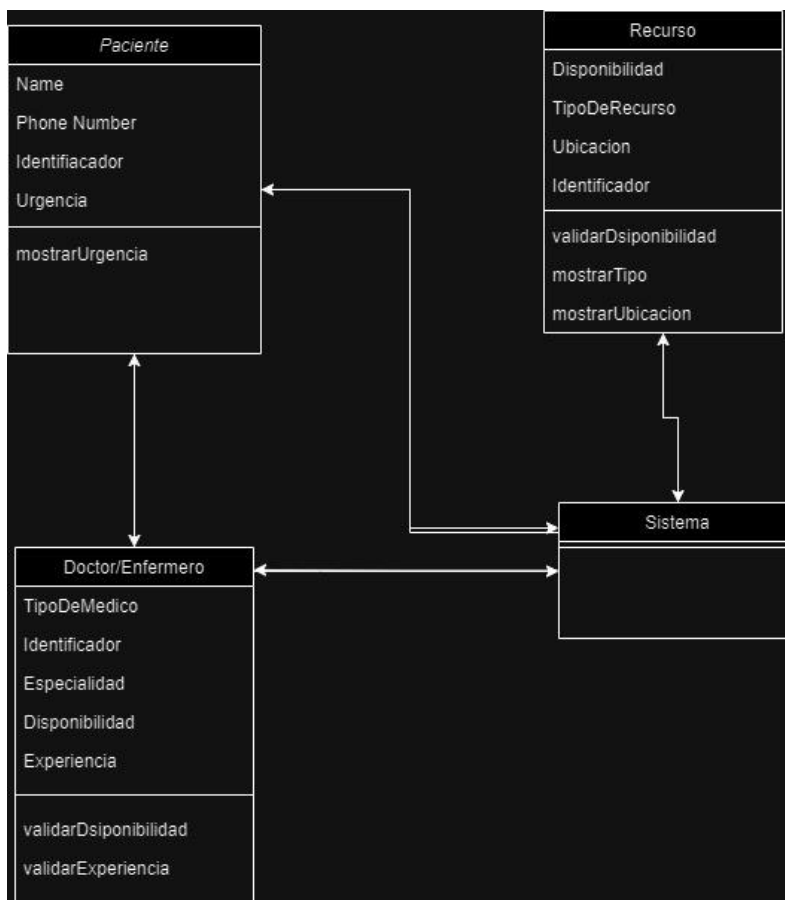 Paciente
Name
Phone Number
Identifiacador
Urgencia
mostrarUrgencia
Recurso
Disponibilidad
TipoDeRecurso
Ubicacion
Identificador
validarDsiponibilidad
mostrarTipo
mostrarUbicacion
Doctor/Enfermero
TipoDeMedico
Identificador
Especialidad
Disponibilidad
Experiencia
validarDsiponibilidad
validarExperiencia
Sistema